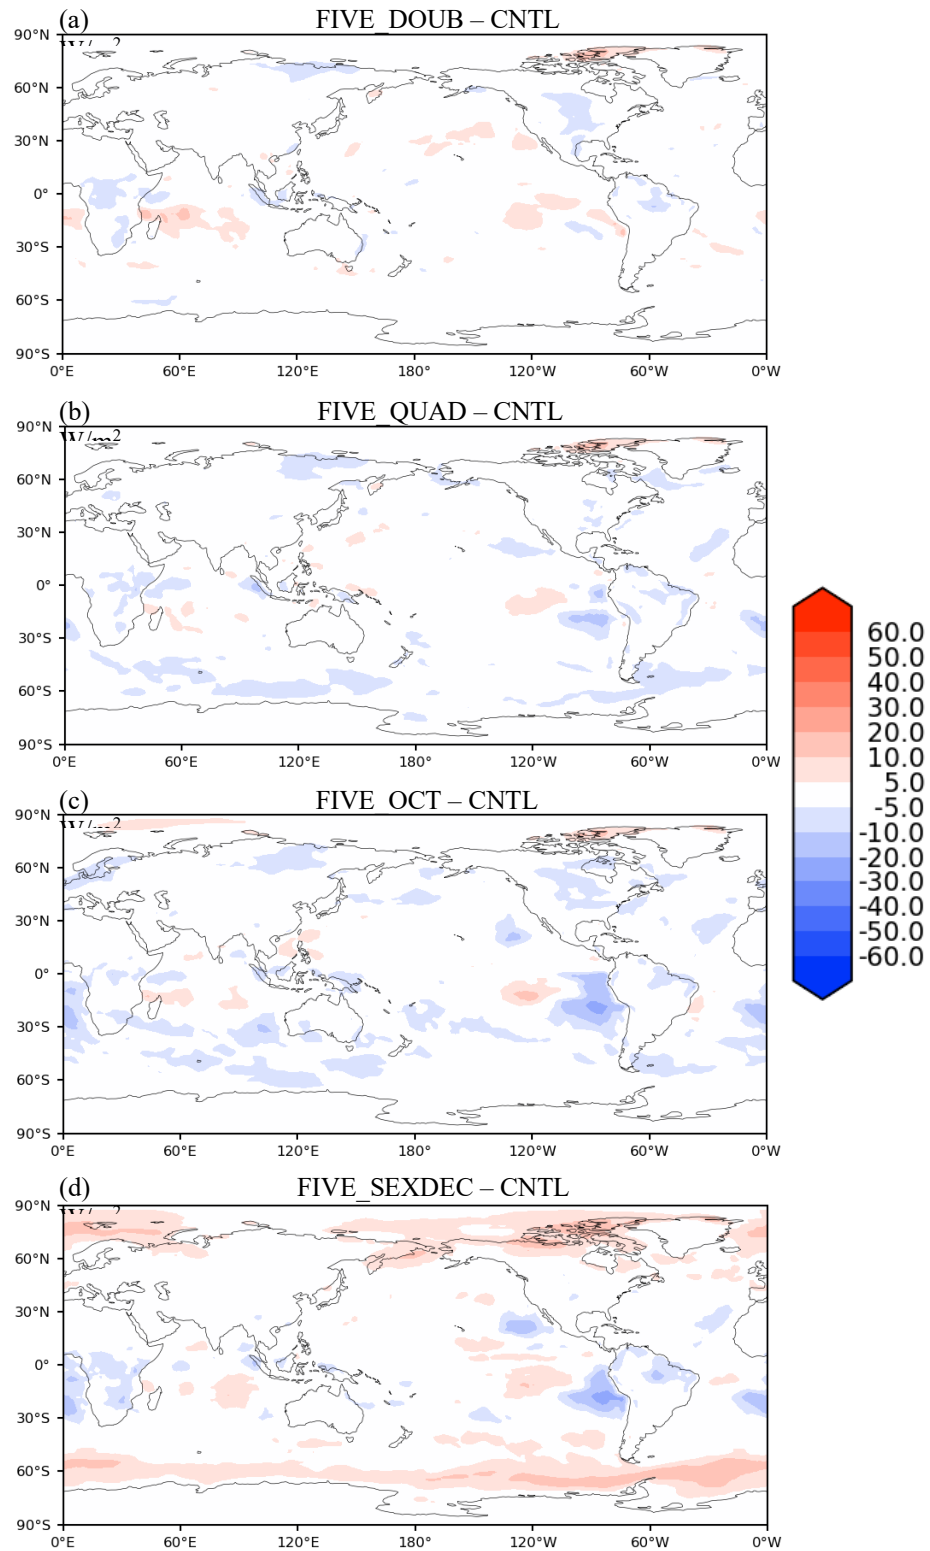 (a) FIVE_DOUB – CNTL
90°N
60°N
30°N
0°
30°S
60°S
90°S
0°E 60°E 120°E 180° 120°W 60°W 0°W
(b) FIVE_QUAD – CNTL
W/m²
90°N
60°N
30°N
0°
30°S
60°S
90°S
0°E 60°E 120°E 180° 120°W 60°W 0°W
(c) FIVE_OCT – CNTL
90°N
60°N
30°N
0°
30°S
60°S
90°S
0°E 60°E 120°E 180° 120°W 60°W 0°W
(d) FIVE_SEXDEC – CNTL
90°N
60°N
30°N
0°
30°S
60°S
90°S
0°E 60°E 120°E 180° 120°W 60°W 0°W
60.0
50.0
40.0
30.0
20.0
10.0
5.0
-5.0
-10.0
-20.0
-30.0
-40.0
-50.0
-60.0